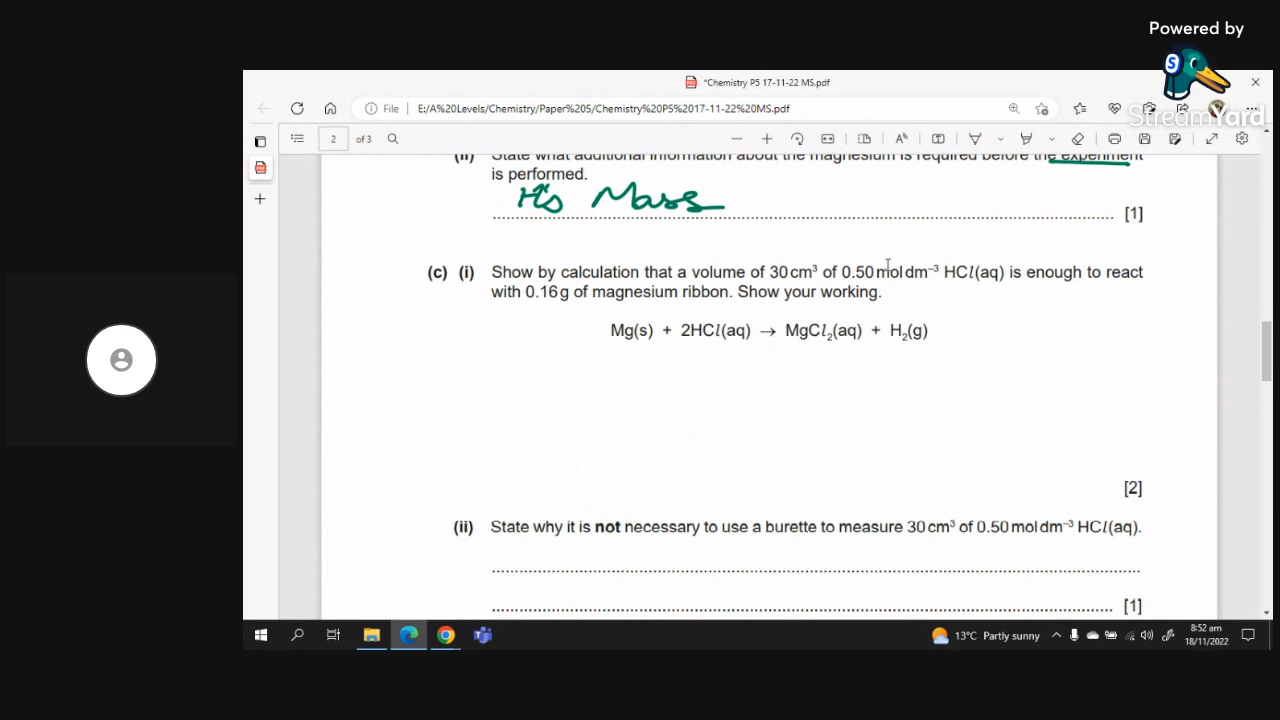 Powered by
StreamYard
*Chemistry P5 17-11-22 MS.pdf
File E:/A%20Levels/Chemistry/Paper%205/Chemistry%20P5%2017-11-22%20MS.pdf
2 of 3
(ii) State what additional information about the magnesium is required before the experiment
is performed.
Its Mass
[1]
(c) (i) Show by calculation that a volume of 30 cm³ of 0.50 mol dm⁻³ HCl(aq) is enough to react
with 0.16 g of magnesium ribbon. Show your working.
Mg(s) + 2HCl(aq) → MgCl₂(aq) + H₂(g)
[2]
(ii) State why it is not necessary to use a burette to measure 30 cm³ of 0.50 mol dm⁻³ HCl(aq).
[1]
13°C Partly sunny
8:52 am
18/11/2022